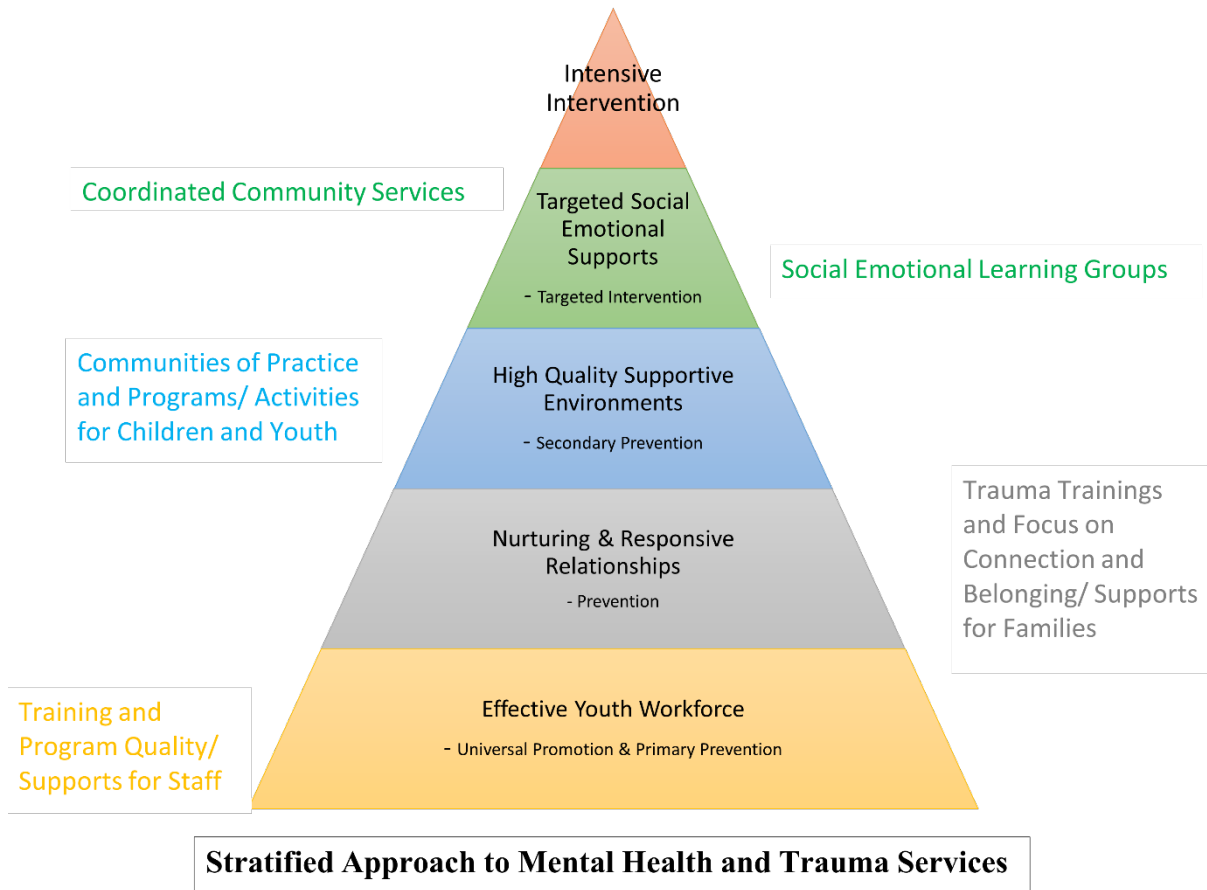 Intensive
Intervention
Coordinated Community Services
Targeted Social
Emotional
Supports
- Targeted Intervention
Social Emotional Learning Groups
Communities of Practice
and Programs/ Activities
for Children and Youth
High Quality Supportive
Environments
- Secondary Prevention
Nurturing & Responsive
Relationships
- Prevention
Trauma Trainings
and Focus on
Connection and
Belonging/ Supports
for Families
Training and
Program Quality/
Supports for Staff
Effective Youth Workforce
- Universal Promotion & Primary Prevention
Stratified Approach to Mental Health and Trauma Services